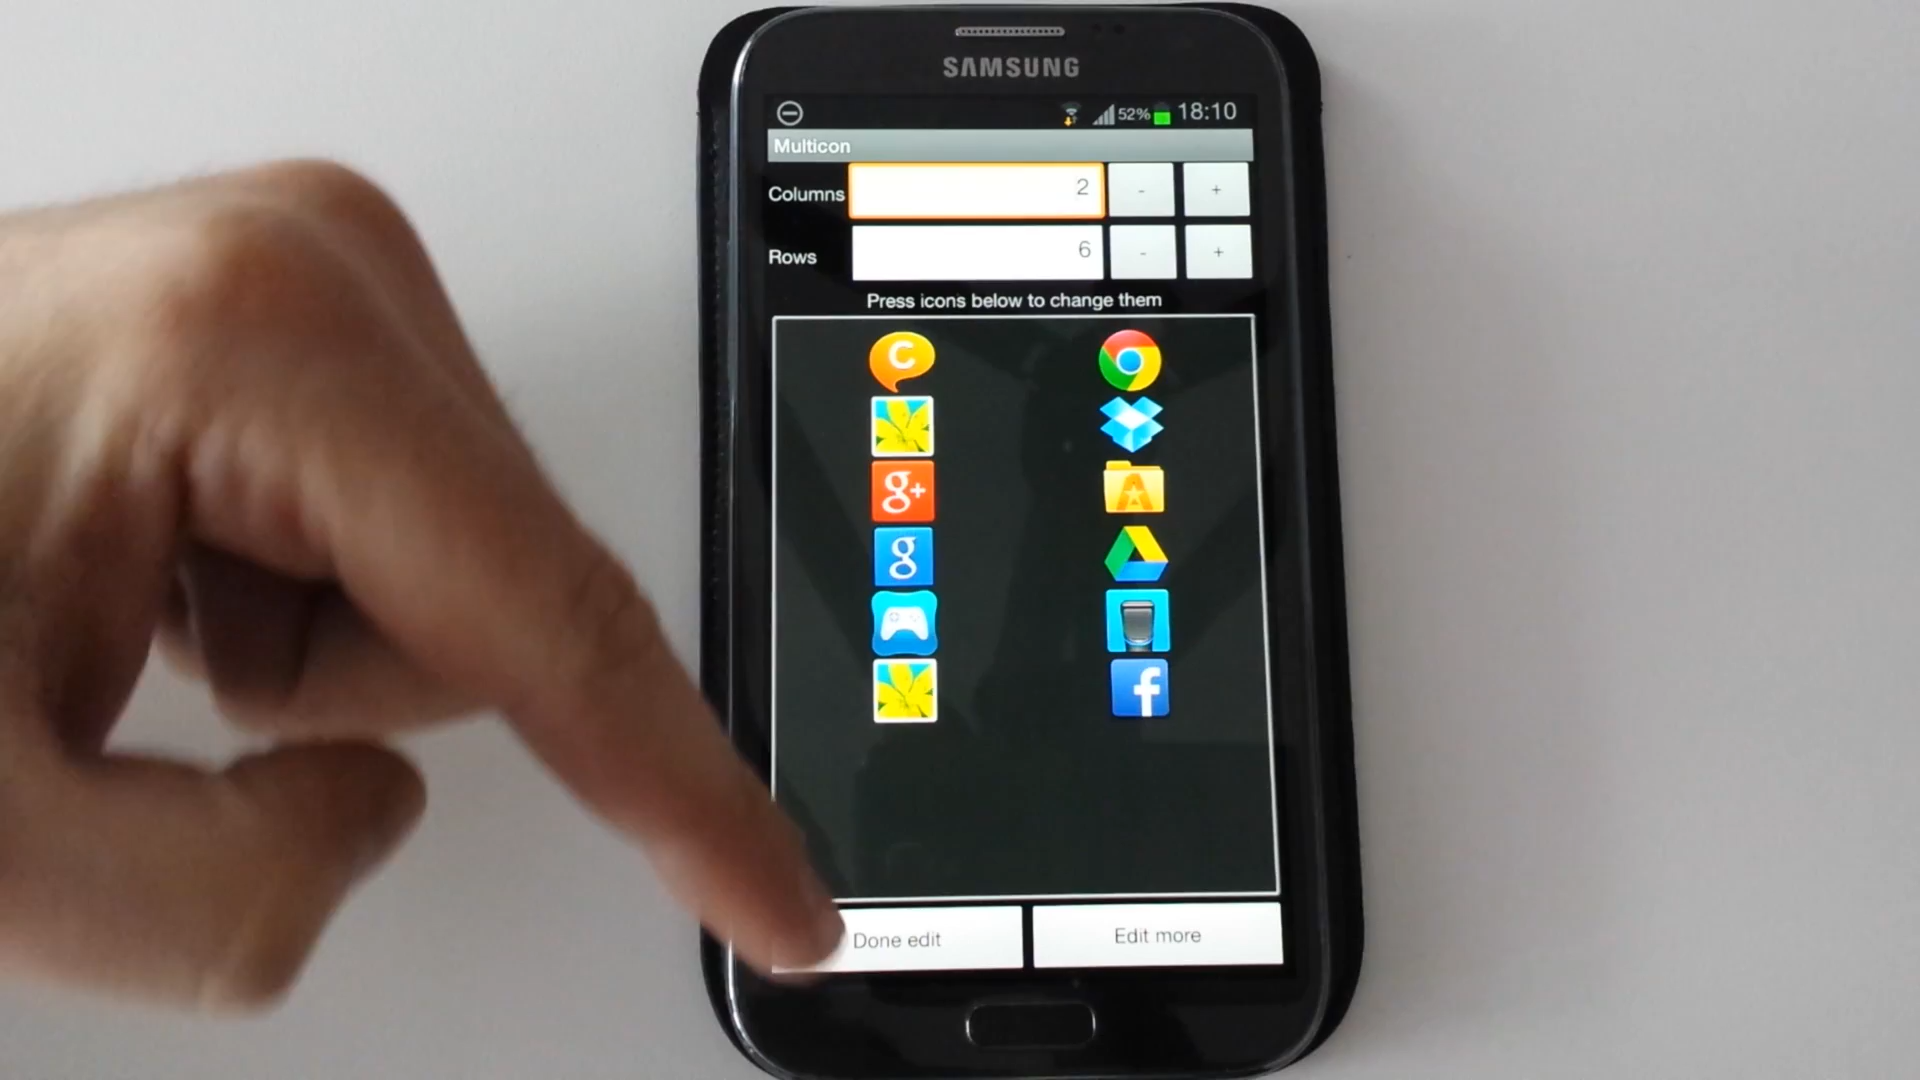 SAMSUNG
52% 18:10
Multicon
Columns 2 - +
Rows 6 - +
Press icons below to change them
C
g+
A
g
f
Done edit
Edit more